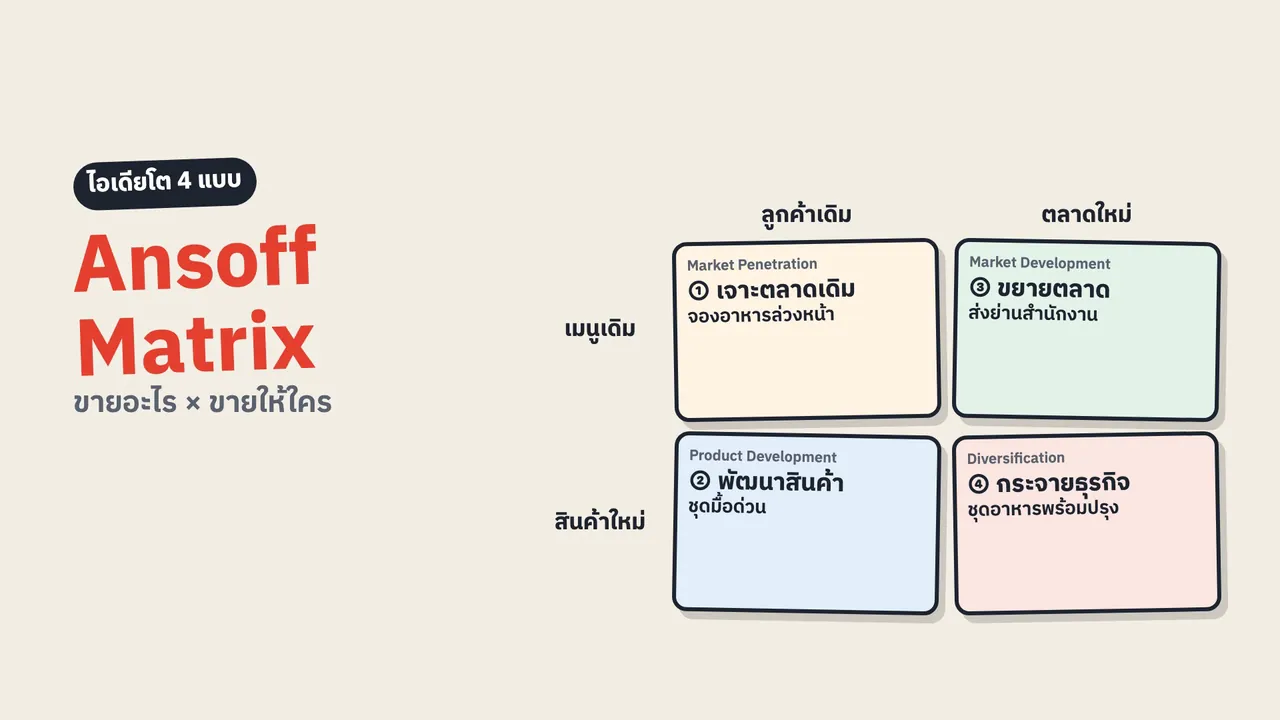 ไอเดียโต 4 แบบ
Ansoff
Matrix
ขายอะไร × ขายให้ใคร
ลูกค้าเดิม
ตลาดใหม่
เมนูเดิม
Market Penetration
① เจาะตลาดเดิม
จองอาหารล่วงหน้า
Market Development
③ ขยายตลาด
ส่งย่านสำนักงาน
สินค้าใหม่
Product Development
② พัฒนาสินค้า
ชุดมื้อด่วน
Diversification
④ กระจายธุรกิจ
ชุดอาหารพร้อมปรุง